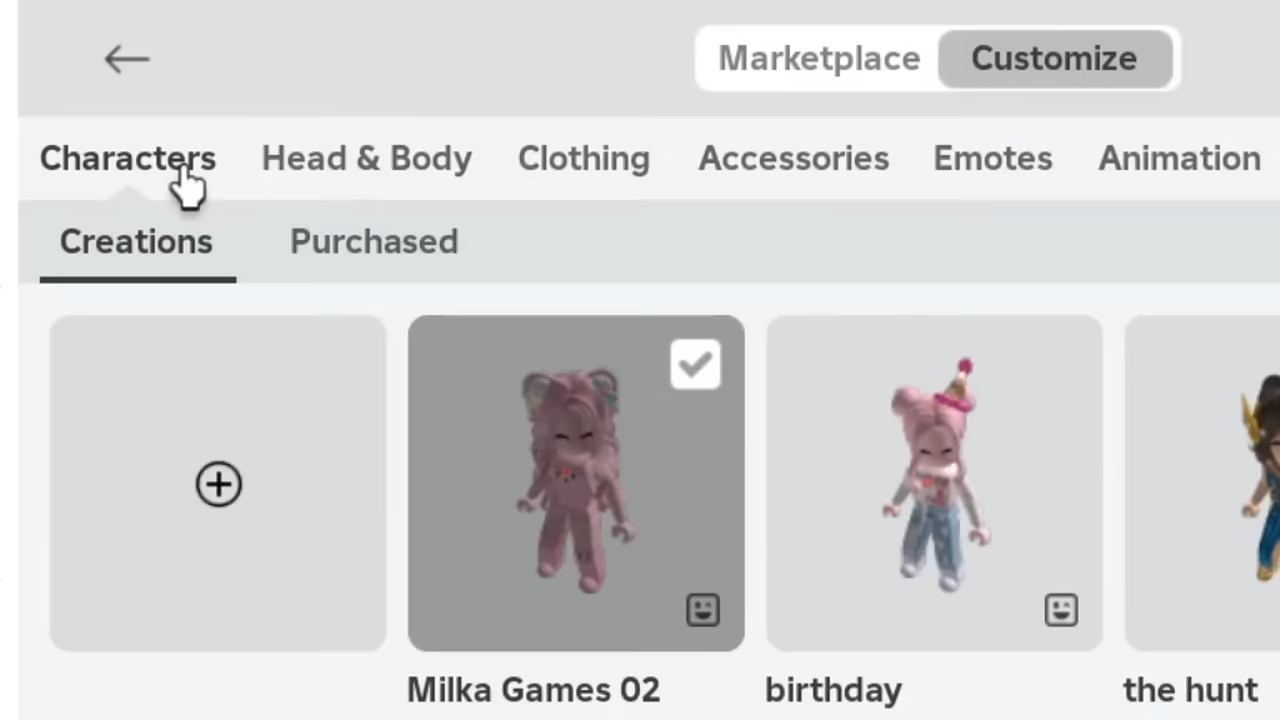 Marketplace Customize
Characters Head & Body Clothing Accessories Emotes Animation
Creations Purchased
Milka Games 02 birthday the hunt